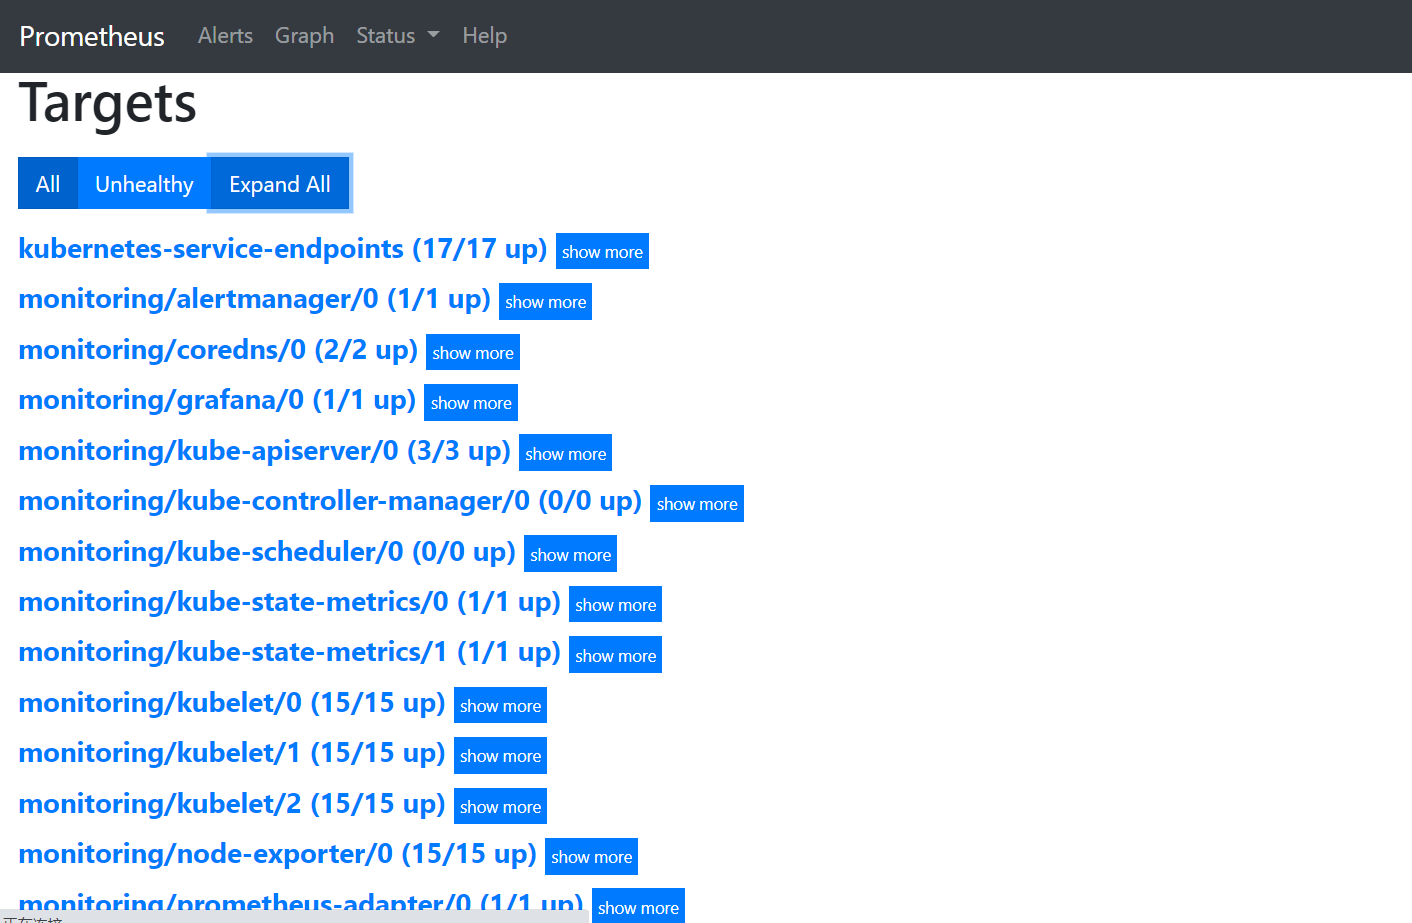 Prometheus Alerts Graph Status Help
Targets
All Unhealthy Expand All
kubernetes-service-endpoints (17/17 up) show more
monitoring/alertmanager/0 (1/1 up) show more
monitoring/coredns/0 (2/2 up) show more
monitoring/grafana/0 (1/1 up) show more
monitoring/kube-apiserver/0 (3/3 up) show more
monitoring/kube-controller-manager/0 (0/0 up) show more
monitoring/kube-scheduler/0 (0/0 up) show more
monitoring/kube-state-metrics/0 (1/1 up) show more
monitoring/kube-state-metrics/1 (1/1 up) show more
monitoring/kubelet/0 (15/15 up) show more
monitoring/kubelet/1 (15/15 up) show more
monitoring/kubelet/2 (15/15 up) show more
monitoring/node-exporter/0 (15/15 up) show more
monitoring/prometheus-adapter/0 (1/1 up) show more
正在连接